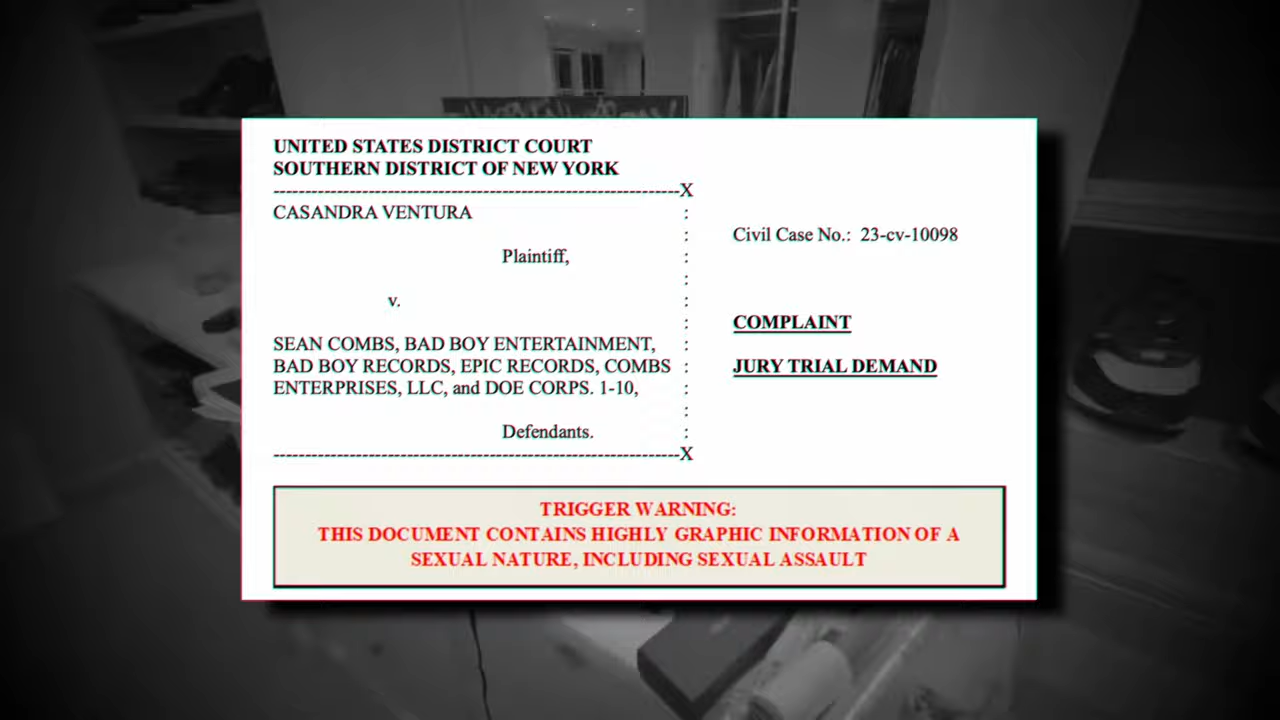 UNITED STATES DISTRICT COURT
SOUTHERN DISTRICT OF NEW YORK
-----------------------------------------------------------------X
CASANDRA VENTURA
Civil Case No.: 23-cv-10098
Plaintiff,
v.
COMPLAINT
SEAN COMBS, BAD BOY ENTERTAINMENT,
BAD BOY RECORDS, EPIC RECORDS, COMBS
JURY TRIAL DEMAND
ENTERPRISES, LLC, and DOE CORPS. 1-10,
Defendants.
-----------------------------------------------------------------X
TRIGGER WARNING:
THIS DOCUMENT CONTAINS HIGHLY GRAPHIC INFORMATION OF A
SEXUAL NATURE, INCLUDING SEXUAL ASSAULT